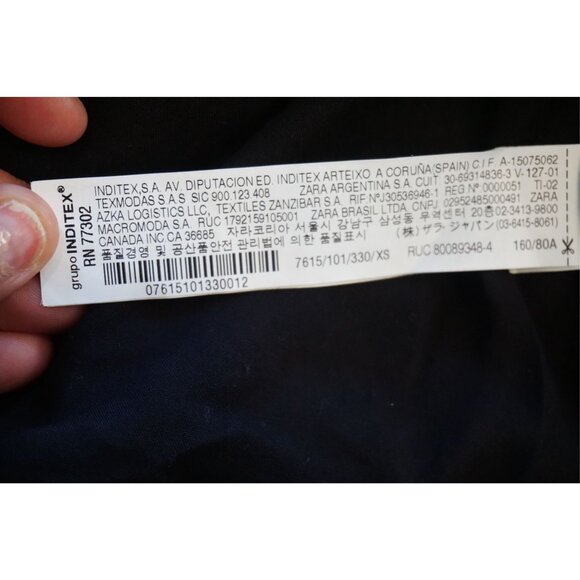 grupo INDITEX®
RN 77302
INDITEX,S.A. AV. DIPUTACION ED. INDITEX ARTEIXO A CORUÑA(SPAIN) C.I.F. A-15075062
TEXMODAS S A S SIC 900.123.408 ZARA ARGENTINA S.A. CUIT 30-69314836-3 V-127-01
AZKA LOGISTICS LLC, TEXTILES ZANZIBAR S.A. RIF NºJ30536946-1 REG Nº 0000051 TI-02
MACROMODA S.A. RUC 1792159105001 ZARA BRASIL LTDA, CNPJ. 02952485000491 ZARA
CANADA INC CA 36685 자라코리아 서울시 강남구 삼성동 무역센터 20층 02-3413-9800
품질경영 및 공산품안전 관리법에 의한 품질표시 (株) ザラ ジャパン (03-6415-8061)
07615101330012
7615/101/330/XS
RUC 80089348-4
160/80A